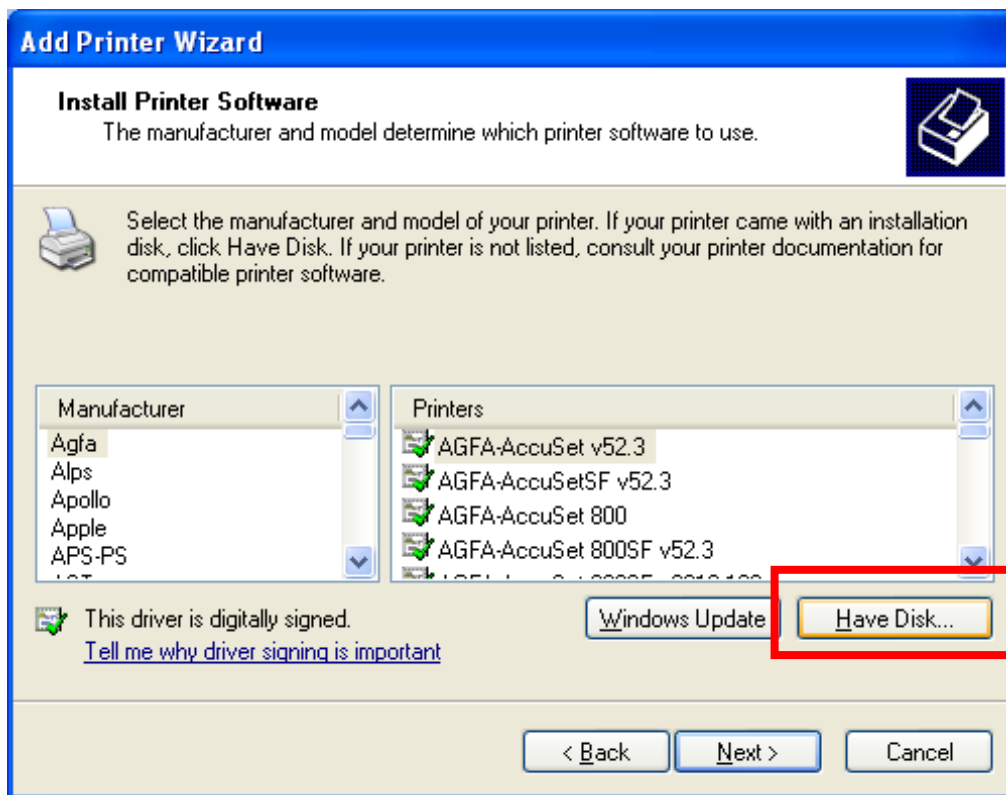 Add Printer Wizard
Install Printer Software
The manufacturer and model determine which printer software to use.
Select the manufacturer and model of your printer. If your printer came with an installation
disk, click Have Disk. If your printer is not listed, consult your printer documentation for
compatible printer software.
Manufacturer
Agfa
Alps
Apollo
Apple
APS-PS
Printers
AGFA-AccuSet v52.3
AGFA-AccuSetSF v52.3
AGFA-AccuSet 800
AGFA-AccuSet 800SF v52.3
This driver is digitally signed.
Tell me why driver signing is important
Windows Update
Have Disk...
< Back
Next >
Cancel